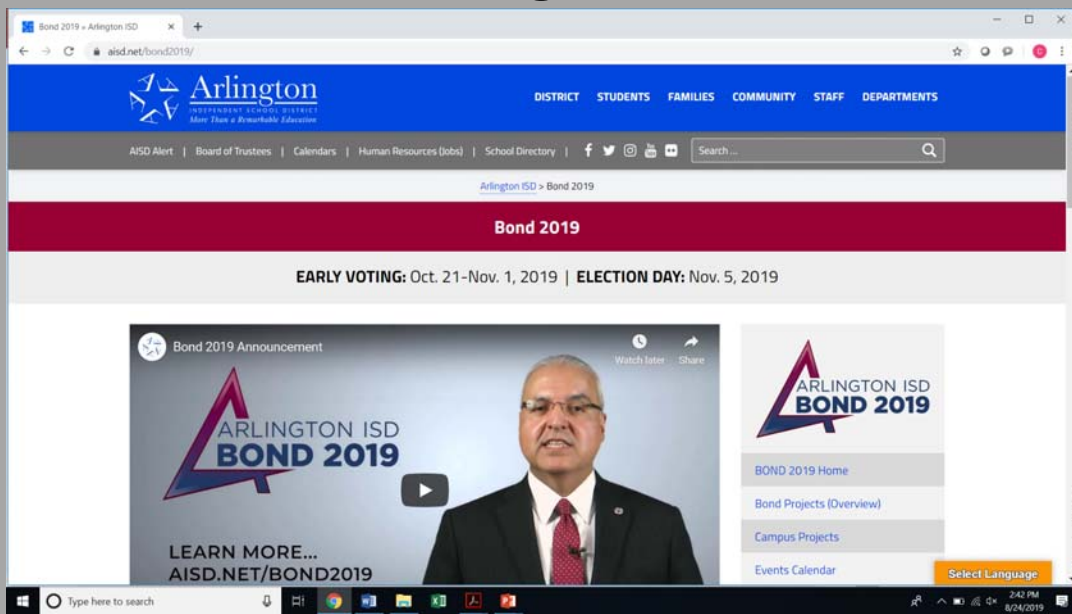 Bond 2019 » Arlington ISD
aisd.net/bond2019/
Arlington
INDEPENDENT SCHOOL DISTRICT
More Than a Remarkable Education
DISTRICT STUDENTS FAMILIES COMMUNITY STAFF DEPARTMENTS
AISD Alert | Board of Trustees | Calendars | Human Resources (Jobs) | School Directory | Search ...
Arlington ISD > Bond 2019
Bond 2019
EARLY VOTING: Oct. 21-Nov. 1, 2019 | ELECTION DAY: Nov. 5, 2019
Bond 2019 Announcement
Watch later Share
ARLINGTON ISD
BOND 2019
LEARN MORE...
AISD.NET/BOND2019
ARLINGTON ISD
BOND 2019
BOND 2019 Home
Bond Projects (Overview)
Campus Projects
Events Calendar
Select Language
Type here to search
2:42 PM
8/24/2019